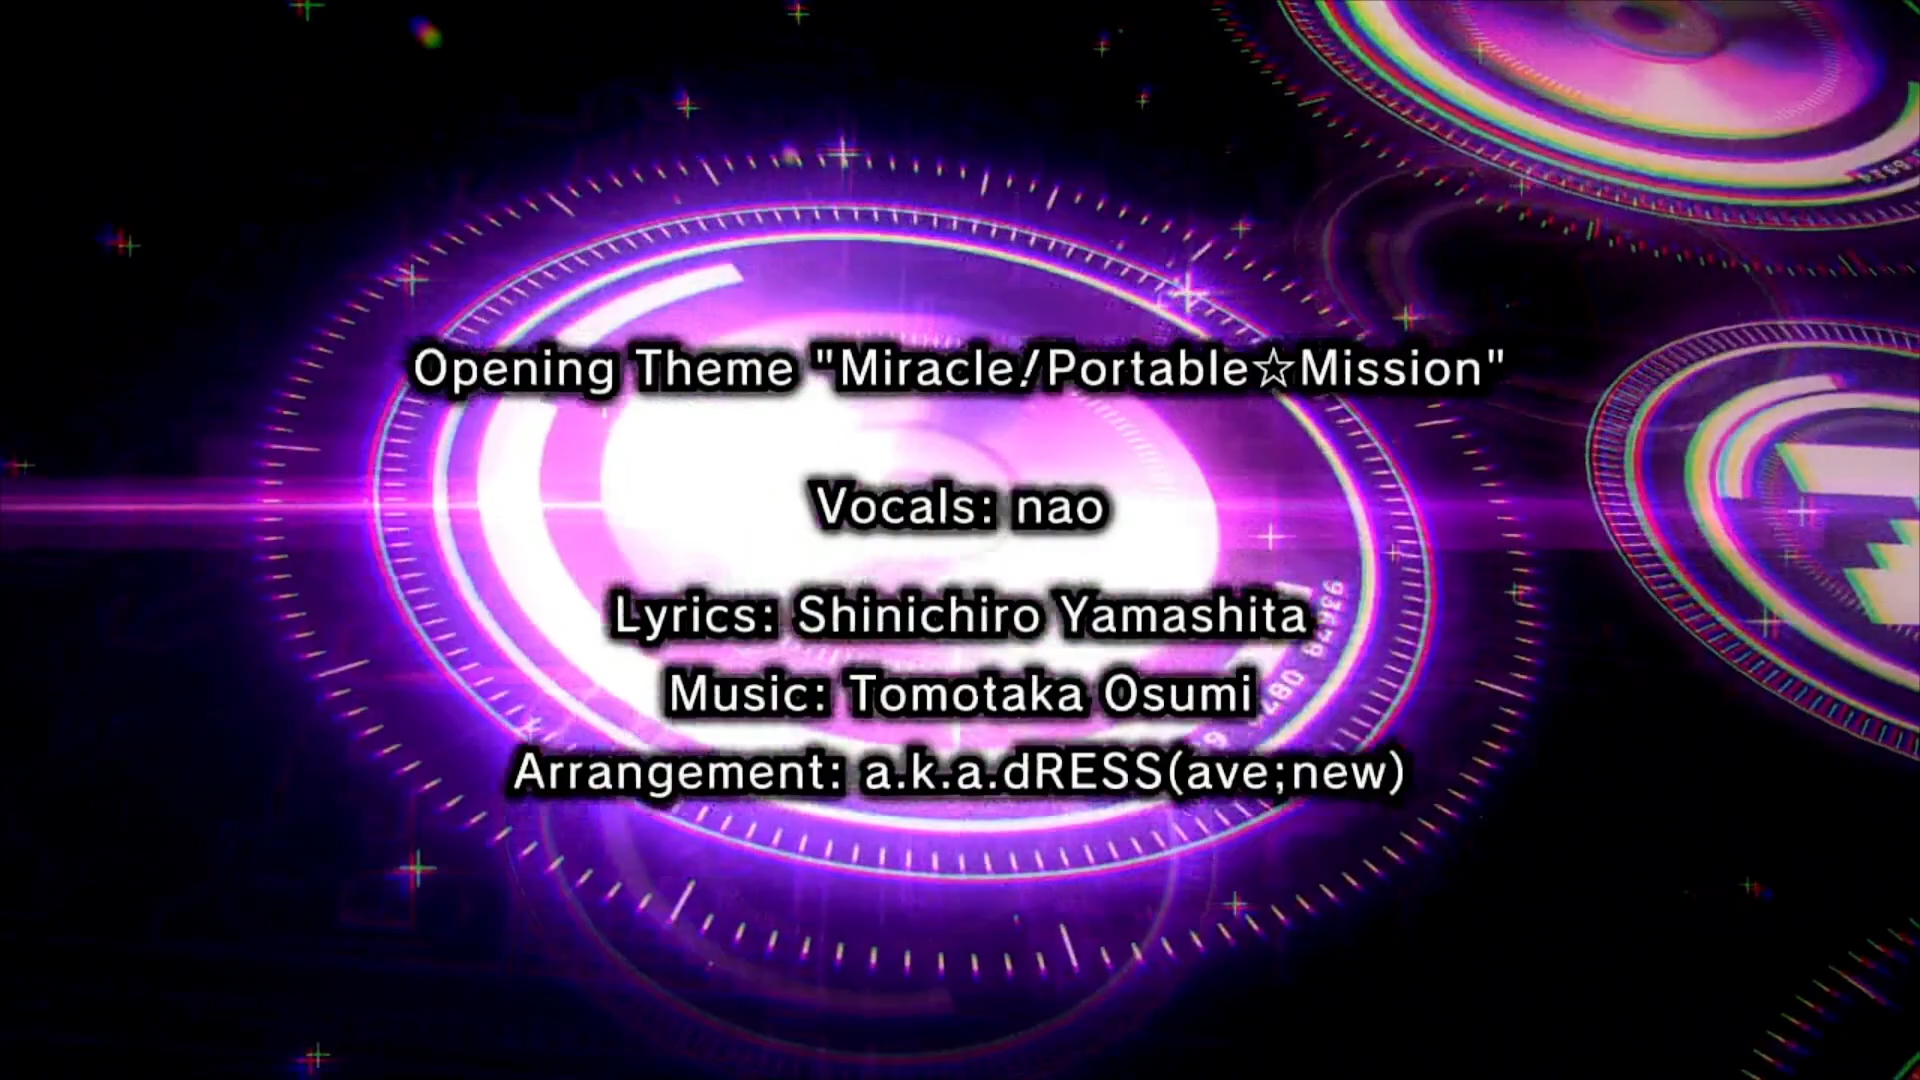 Opening Theme "Miracle!Portable☆Mission"
Vocals: nao
Lyrics: Shinichiro Yamashita
Music: Tomotaka Osumi
Arrangement: a.k.a.dRESS(ave;new)